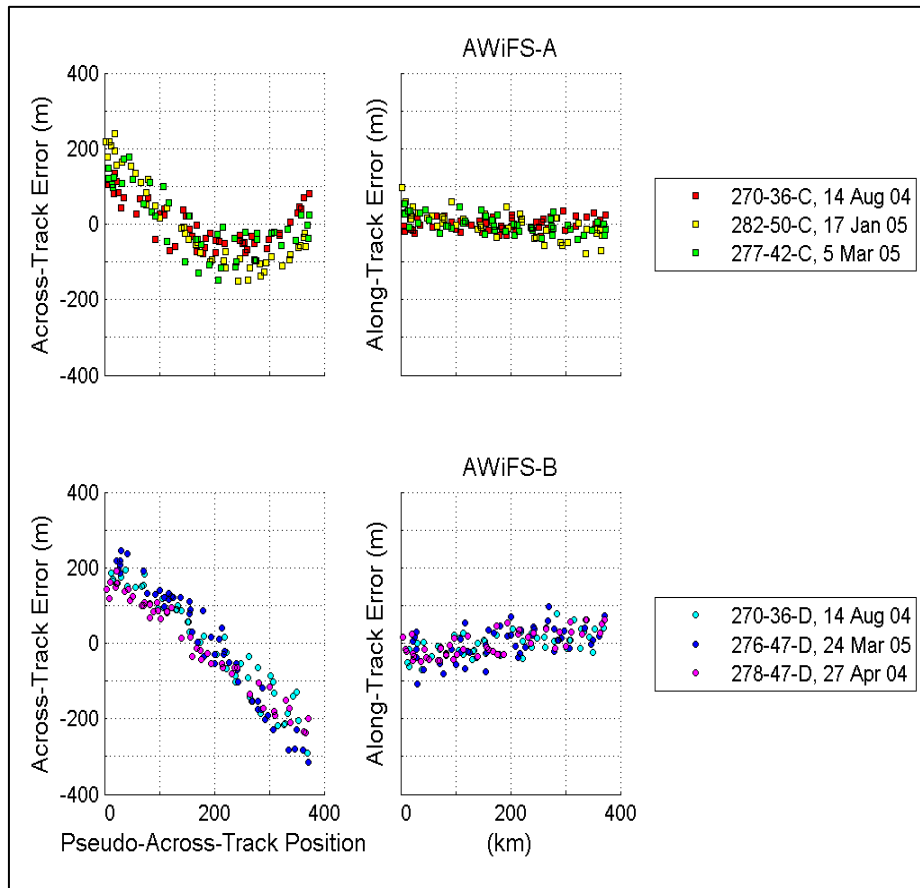 AWiFS-A
400
200
0
-200
-400
Across-Track Error (m)
Along-Track Error (m))
270-36-C, 14 Aug 04
282-50-C, 17 Jan 05
277-42-C, 5 Mar 05
AWiFS-B
400
200
0
-200
-400
Across-Track Error (m)
Along-Track Error (m)
270-36-D, 14 Aug 04
276-47-D, 24 Mar 05
278-47-D, 27 Apr 04
0 200 400
0 200 400
Pseudo-Across-Track Position (km)